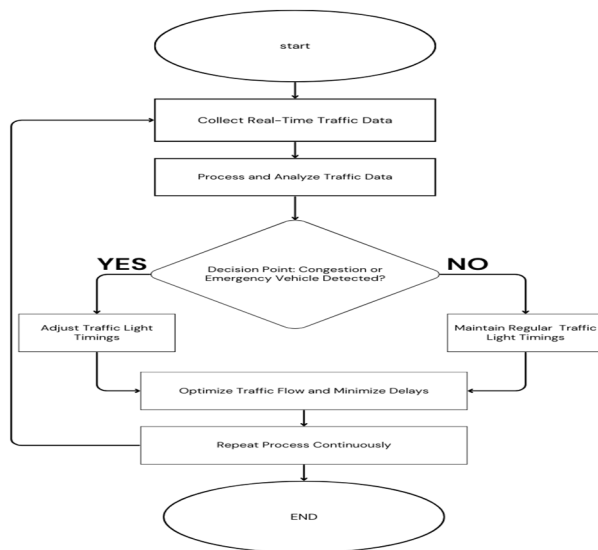 start
Collect Real-Time Traffic Data
Process and Analyze Traffic Data
Decision Point: Congestion or
Emergency Vehicle Detected?
YES
NO
Adjust Traffic Light
Timings
Maintain Regular Traffic
Light Timings
Optimize Traffic Flow and Minimize Delays
Repeat Process Continuously
END